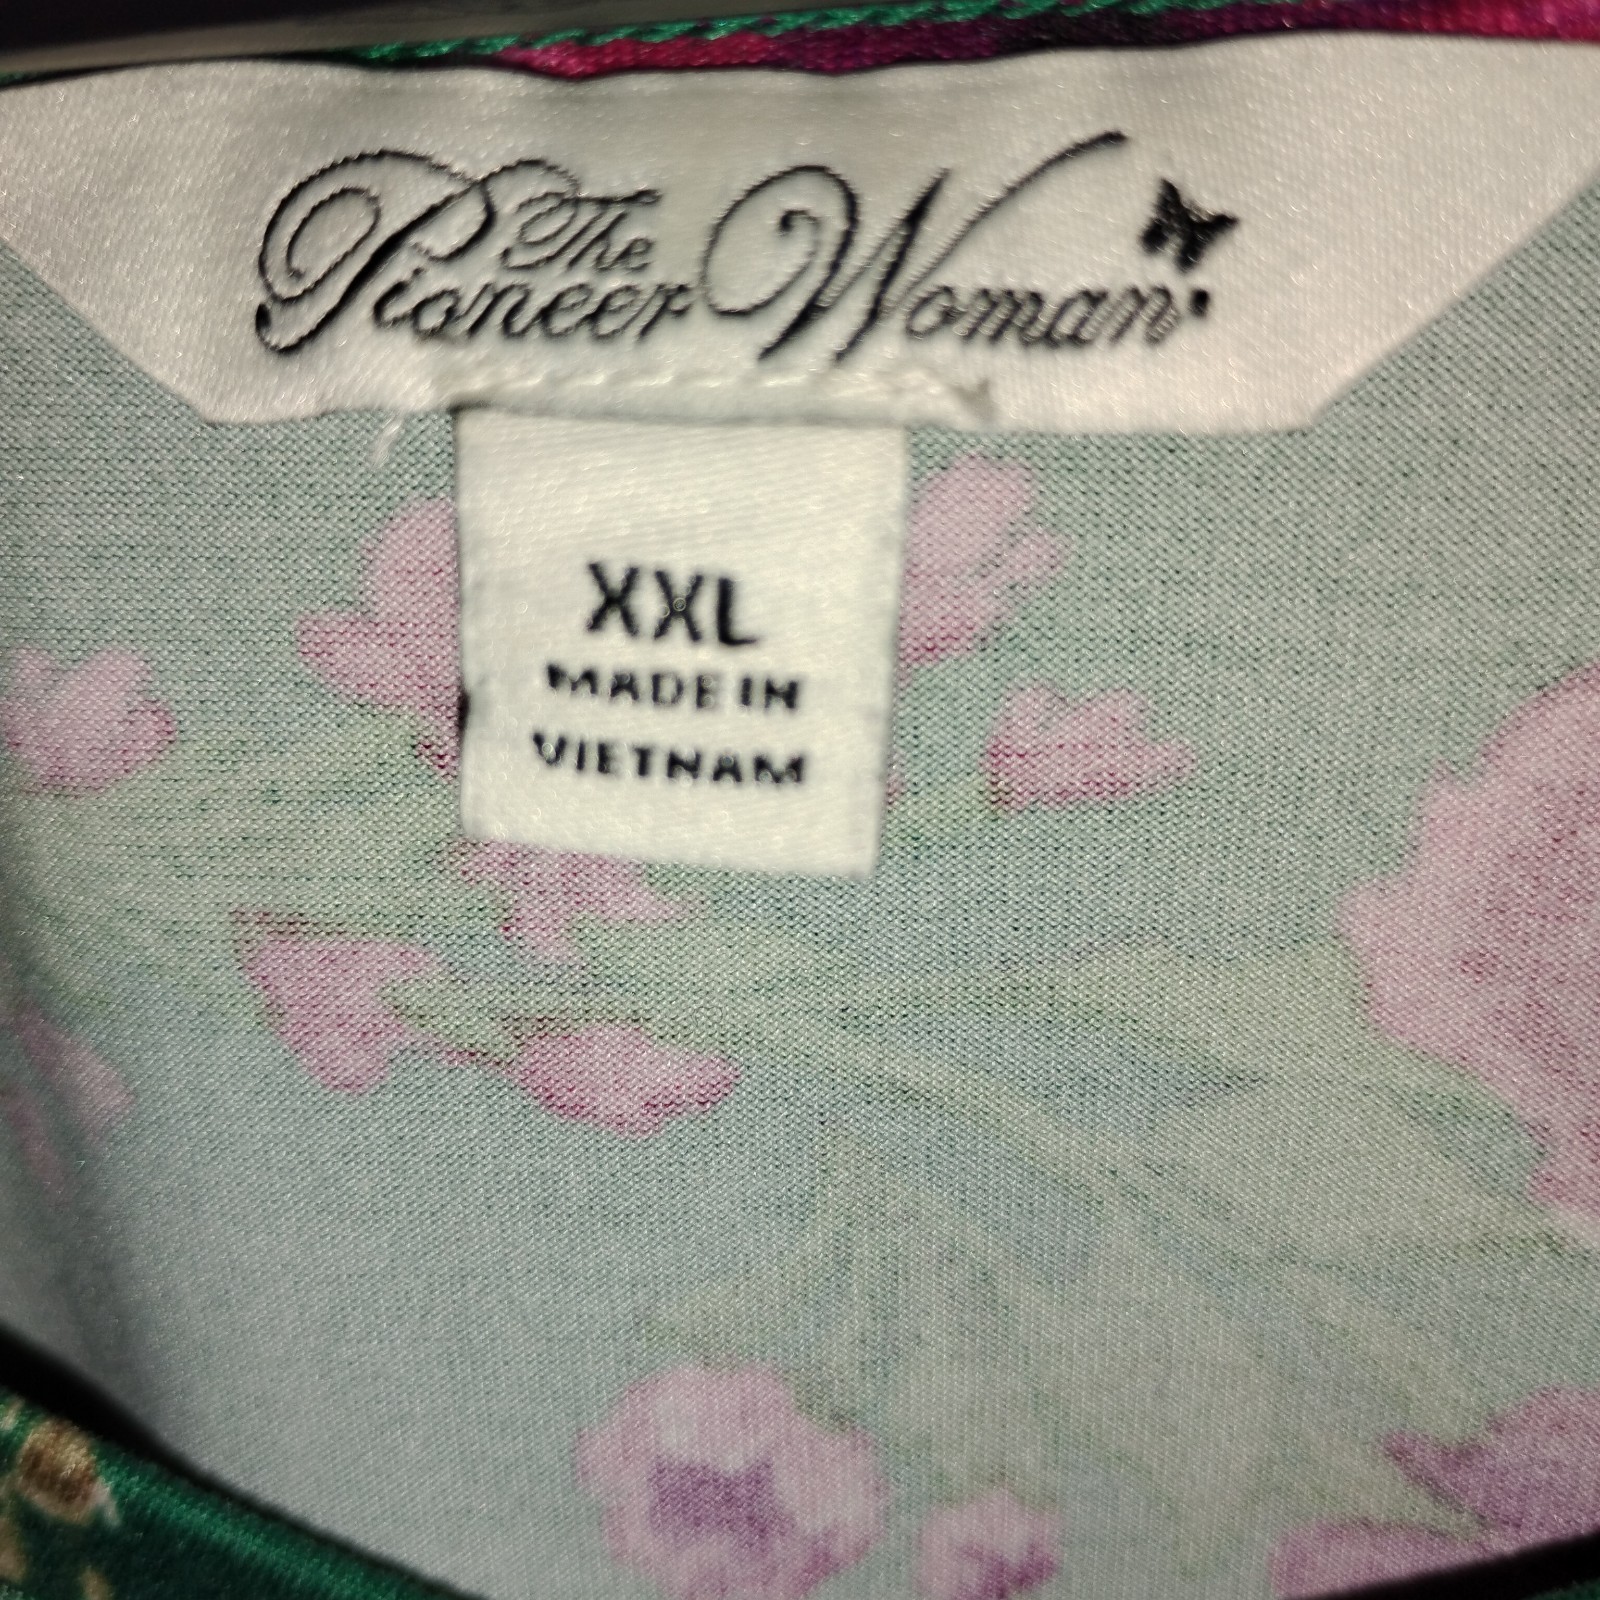 The
Pioneer Woman
XXL
MADE IN
VIETNAM